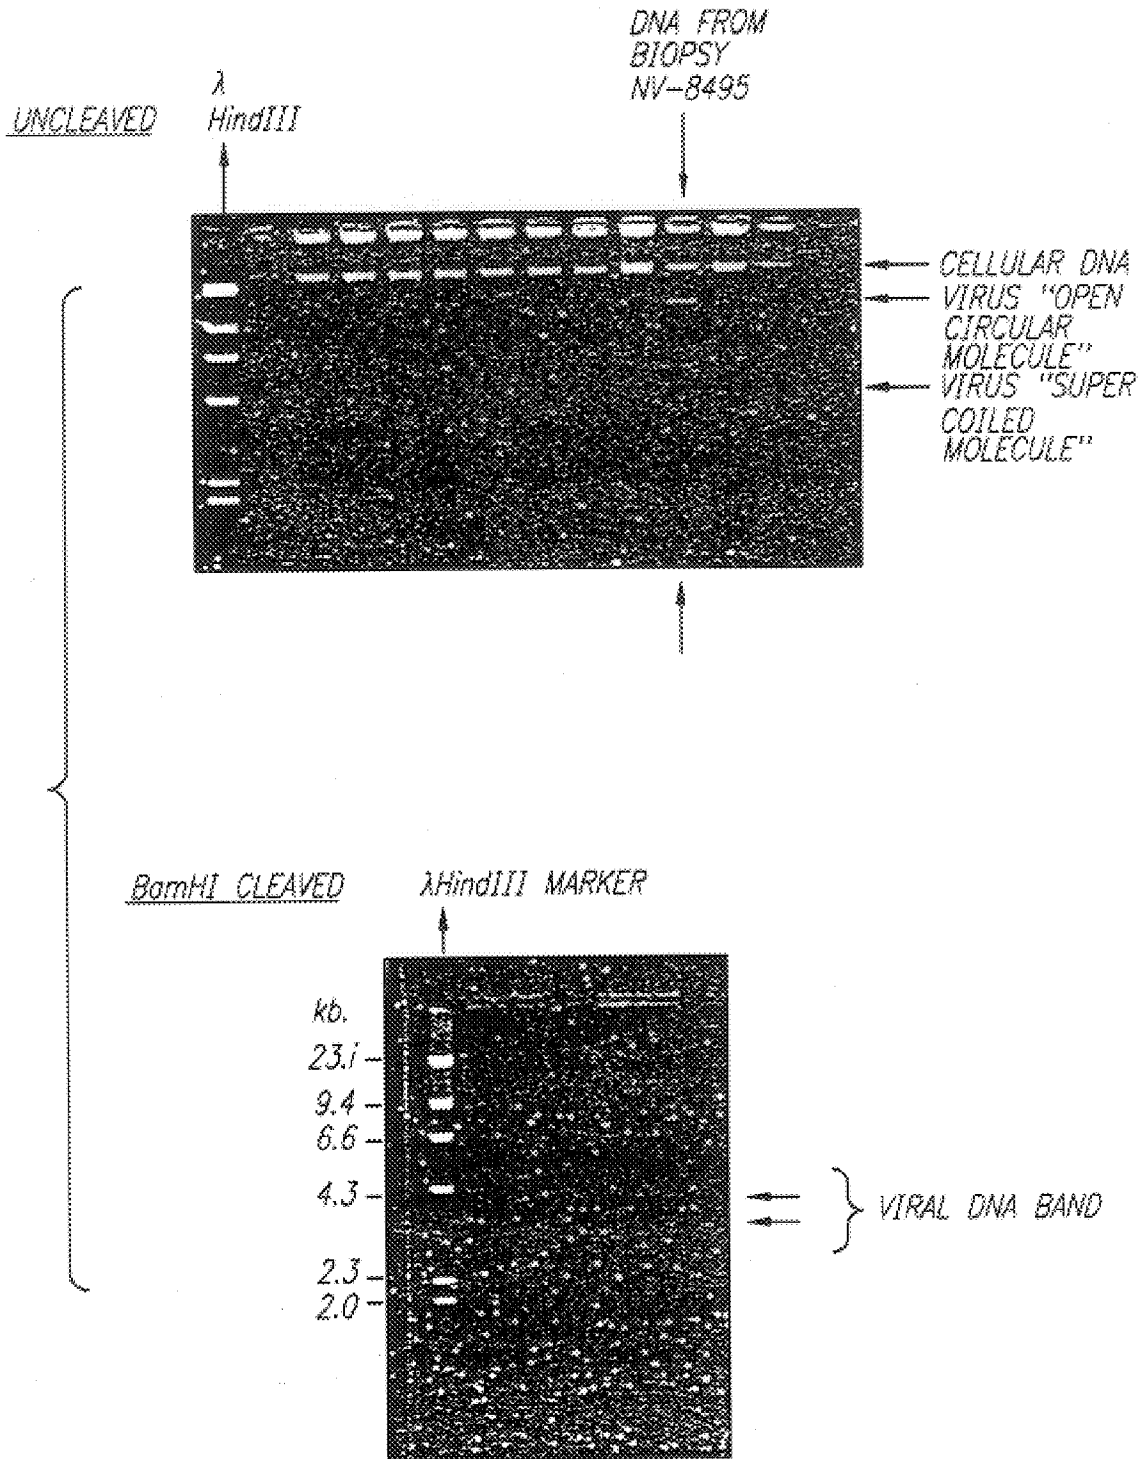 DNA FROM
BIOPSY
NV-8495
λ
HindIII
UNCLEAVED
CELLULAR DNA
VIRUS "OPEN
CIRCULAR
MOLECULE"
VIRUS "SUPER
COILED
MOLECULE"
BamHI CLEAVED
λHindIII MARKER
kb.
23.i
9.4
6.6
4.3
2.3
2.0
VIRAL DNA BAND